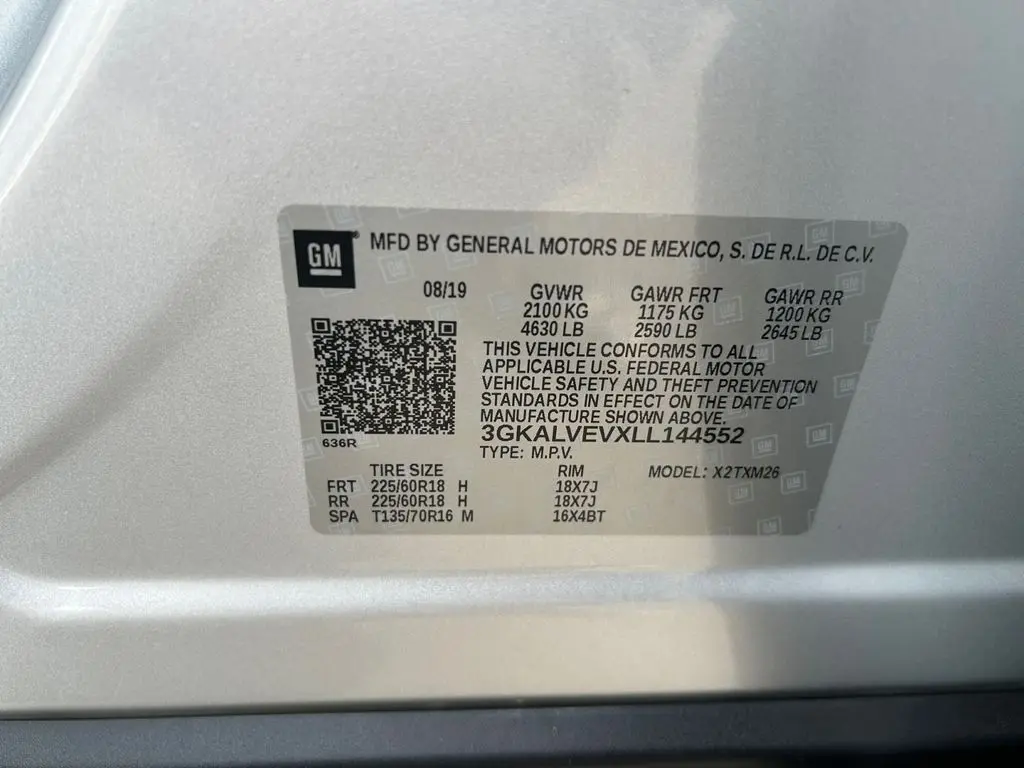 GM ® MFD BY GENERAL MOTORS DE MEXICO, S. DE R.L. DE C.V.
08/19 GVWR GAWR FRT GAWR RR
2100 KG 1175 KG 1200 KG
4630 LB 2590 LB 2645 LB
THIS VEHICLE CONFORMS TO ALL
APPLICABLE U.S. FEDERAL MOTOR
VEHICLE SAFETY AND THEFT PREVENTION
STANDARDS IN EFFECT ON THE DATE OF
MANUFACTURE SHOWN ABOVE.
636R 3GKALVEVXLL144552
TYPE: M.P.V.
TIRE SIZE RIM MODEL: X2TXM26
FRT 225/60R18 H 18X7J
RR 225/60R18 H 18X7J
SPA T135/70R16 M 16X4BT